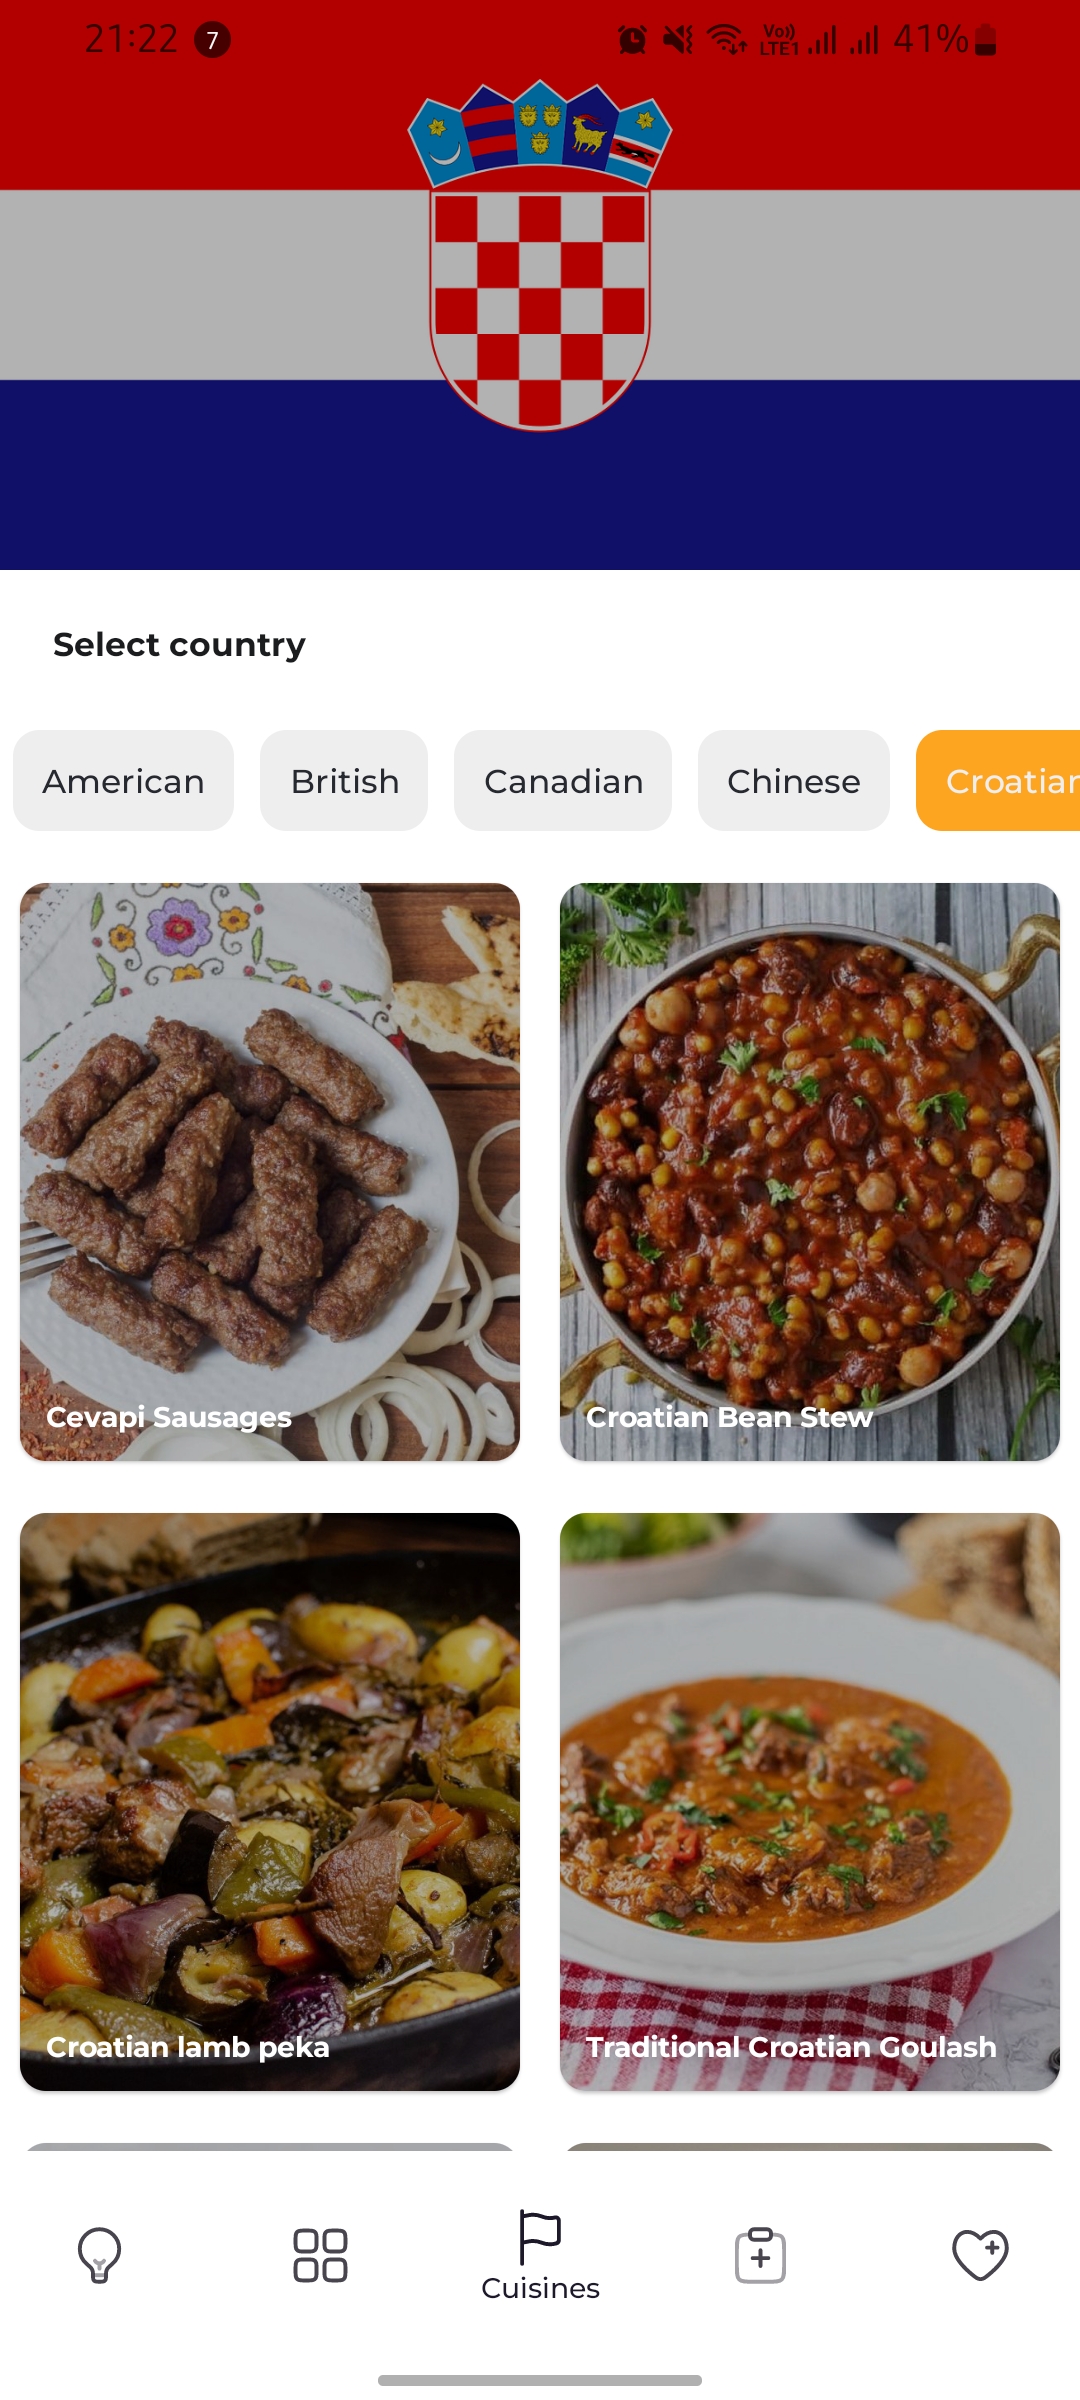 21:22 7 Vo)) LTE1 41%
Select country
American British Canadian Chinese Croatian
Cevapi Sausages Croatian Bean Stew
Croatian lamb peka Traditional Croatian Goulash
Cuisines